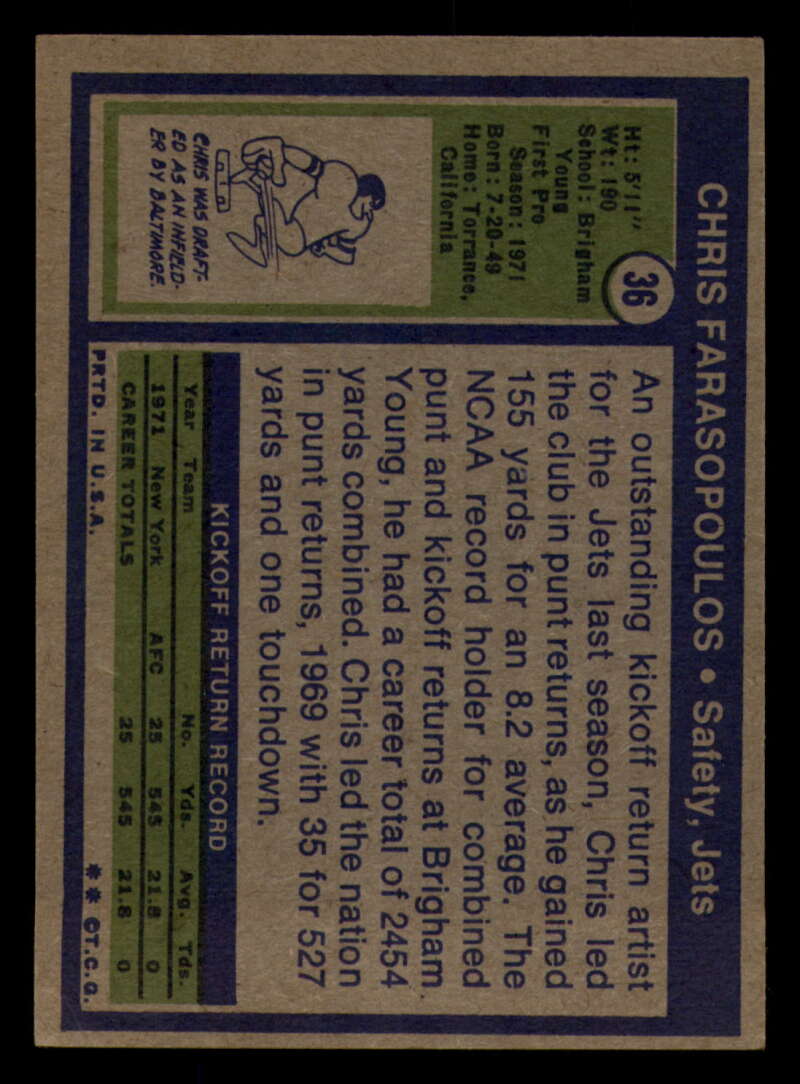 CHRIS FARASOPOULOS • Safety, Jets
36
Ht: 5'11"
Wt: 190
School: Brigham
Young
First Pro
Season: 1971
Born: 7-20-49
Home: Torrance,
California
CHRIS WAS DRAFT-
ED AS AN INFIELD-
ER BY BALTIMORE.
An outstanding kickoff return artist
for the Jets last season, Chris led
the club in punt returns, as he gained
155 yards for an 8.2 average. The
NCAA record holder for combined
punt and kickoff returns at Brigham
Young, he had a career total of 2454
yards combined. Chris led the nation
in punt returns, 1969 with 35 for 527
yards and one touchdown.
KICKOFF RETURN RECORD
Year Team No. Yds. Avg. Tds.
1971 New York AFC 25 545 21.8 0
CAREER TOTALS 25 545 21.8 0
PRTD. IN U.S.A. ** ©T.C.G.